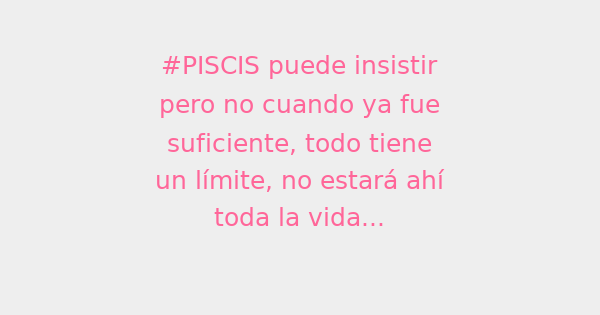 #PISCIS puede insistir
pero no cuando ya fue
suficiente, todo tiene
un límite, no estará ahí
toda la vida...